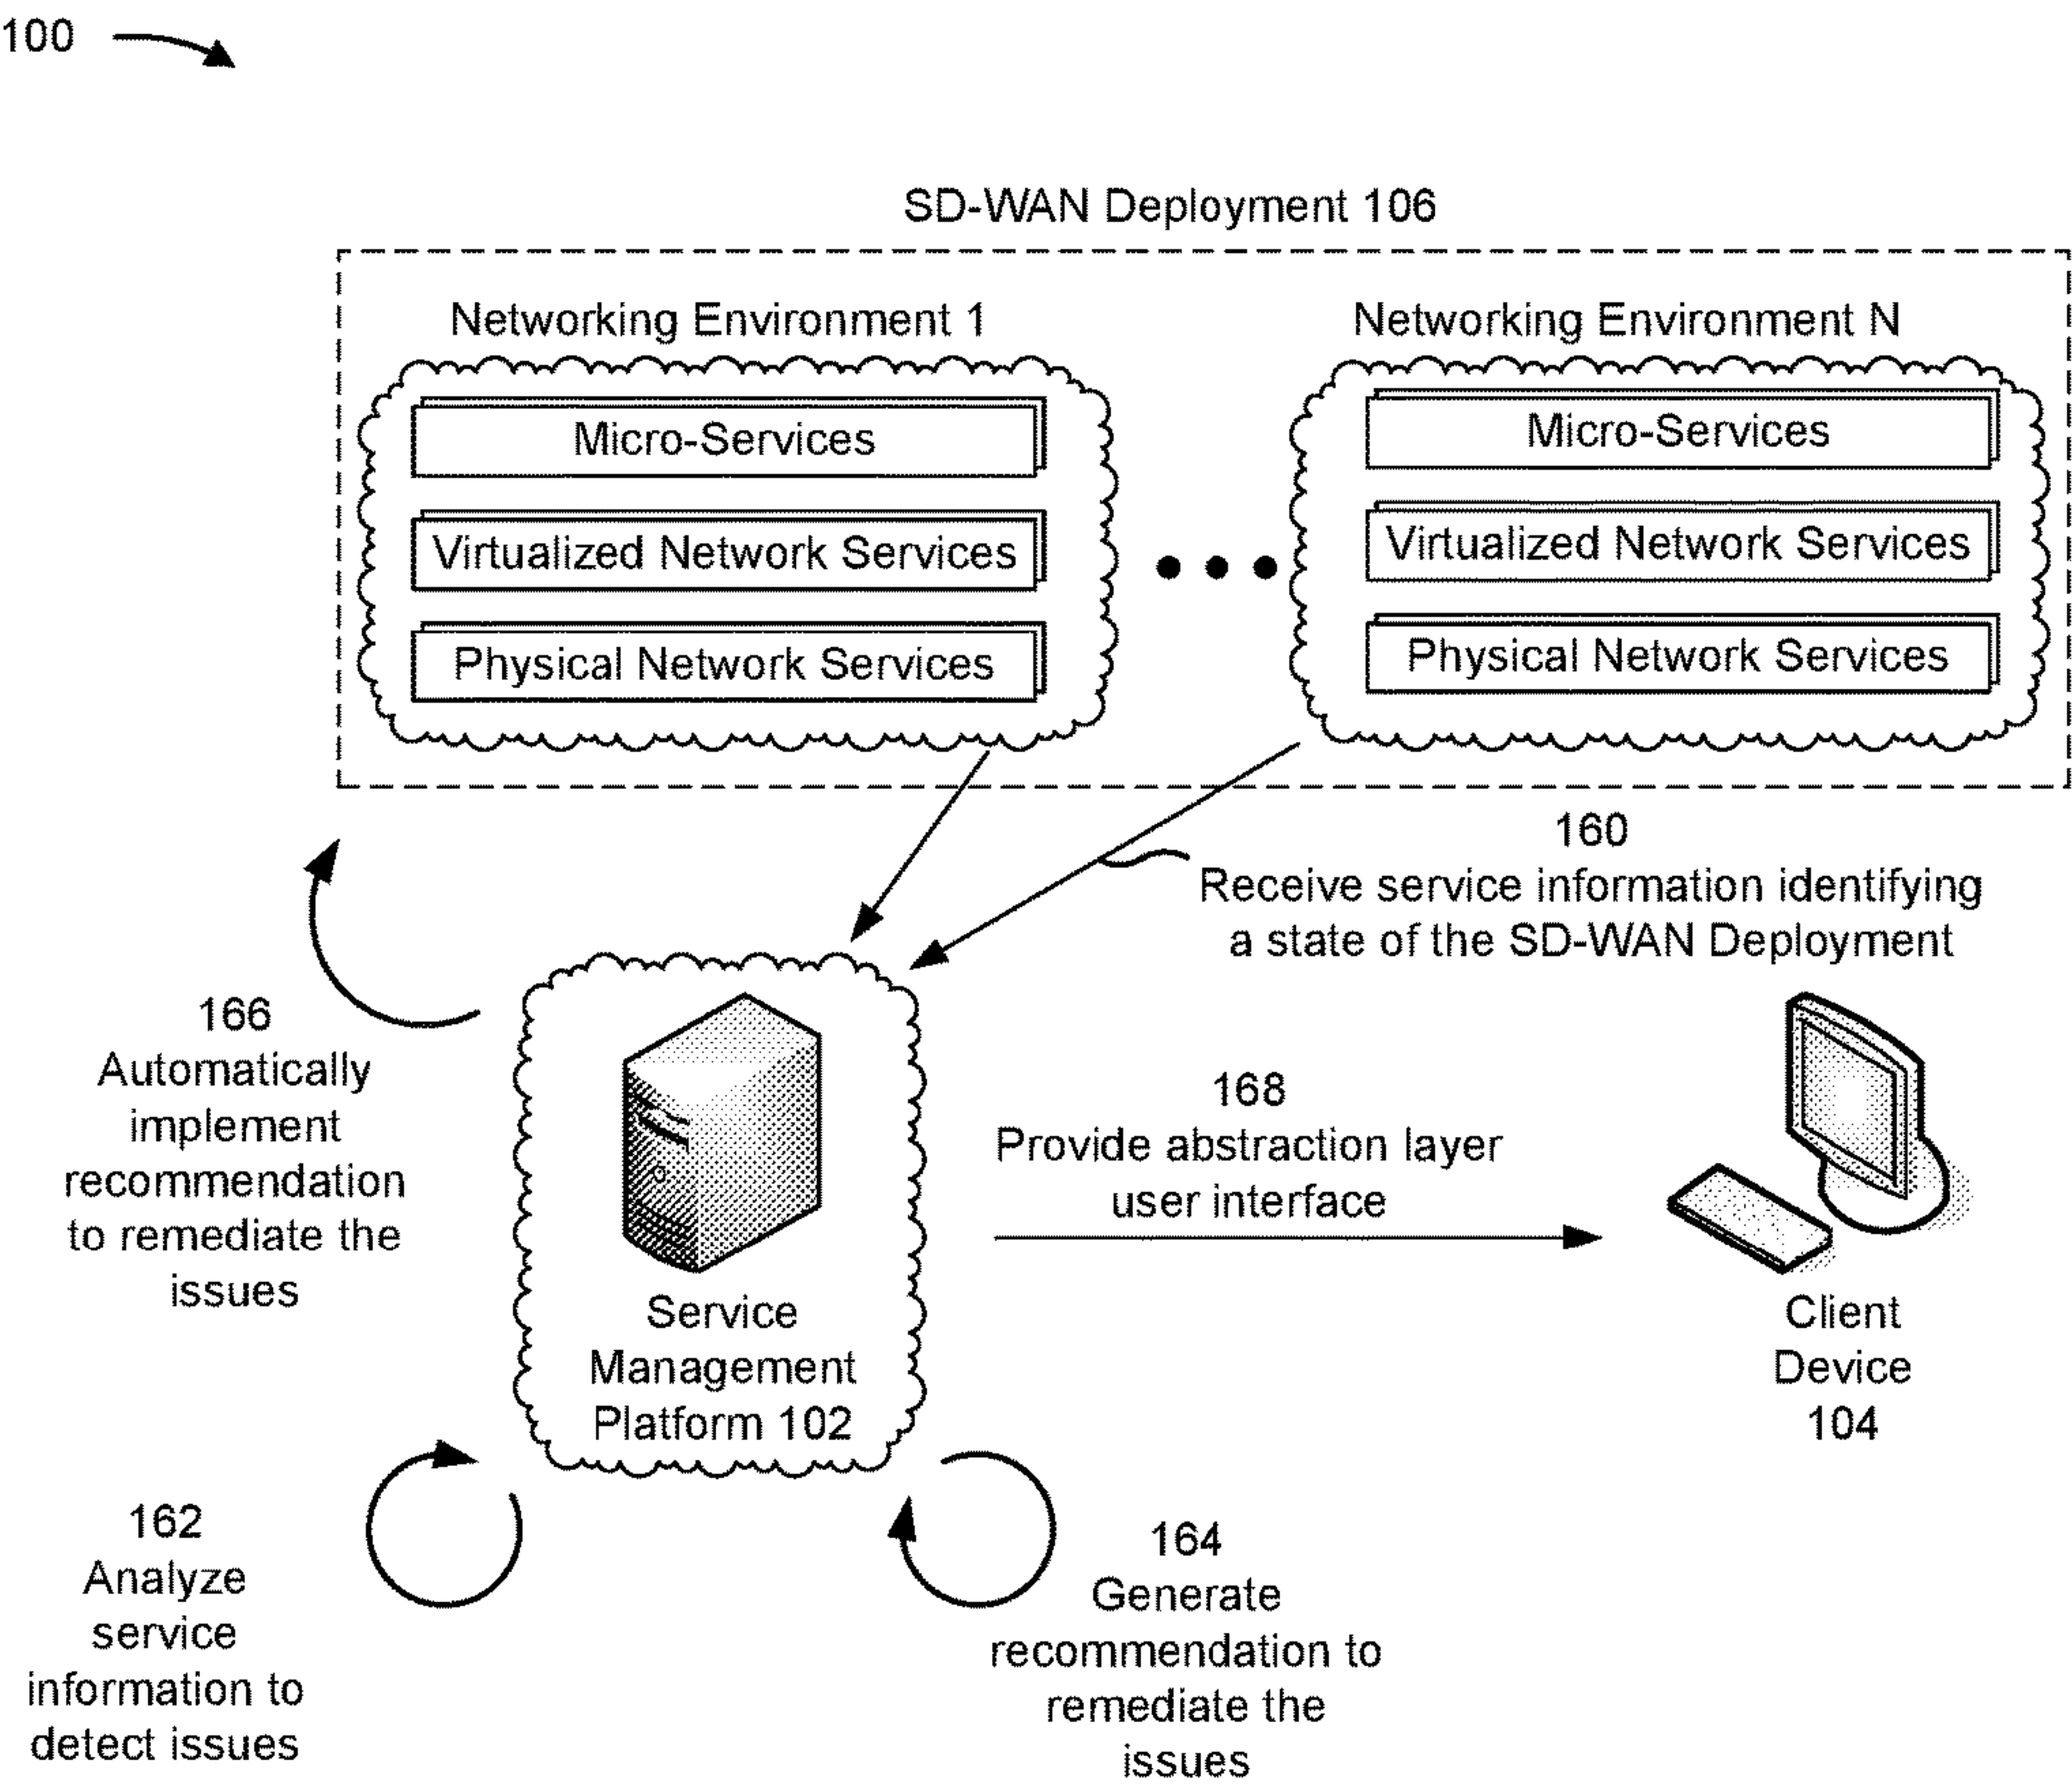 100
SD-WAN Deployment 106
Networking Environment 1
Micro-Services
Virtualized Network Services
Physical Network Services
Networking Environment N
Micro-Services
Virtualized Network Services
Physical Network Services
160
Receive service information identifying
a state of the SD-WAN Deployment
166
Automatically
implement
recommendation
to remediate the
issues
Service
Management
Platform 102
168
Provide abstraction layer
user interface
Client
Device
104
162
Analyze
service
information to
detect issues
164
Generate
recommendation to
remediate the
issues